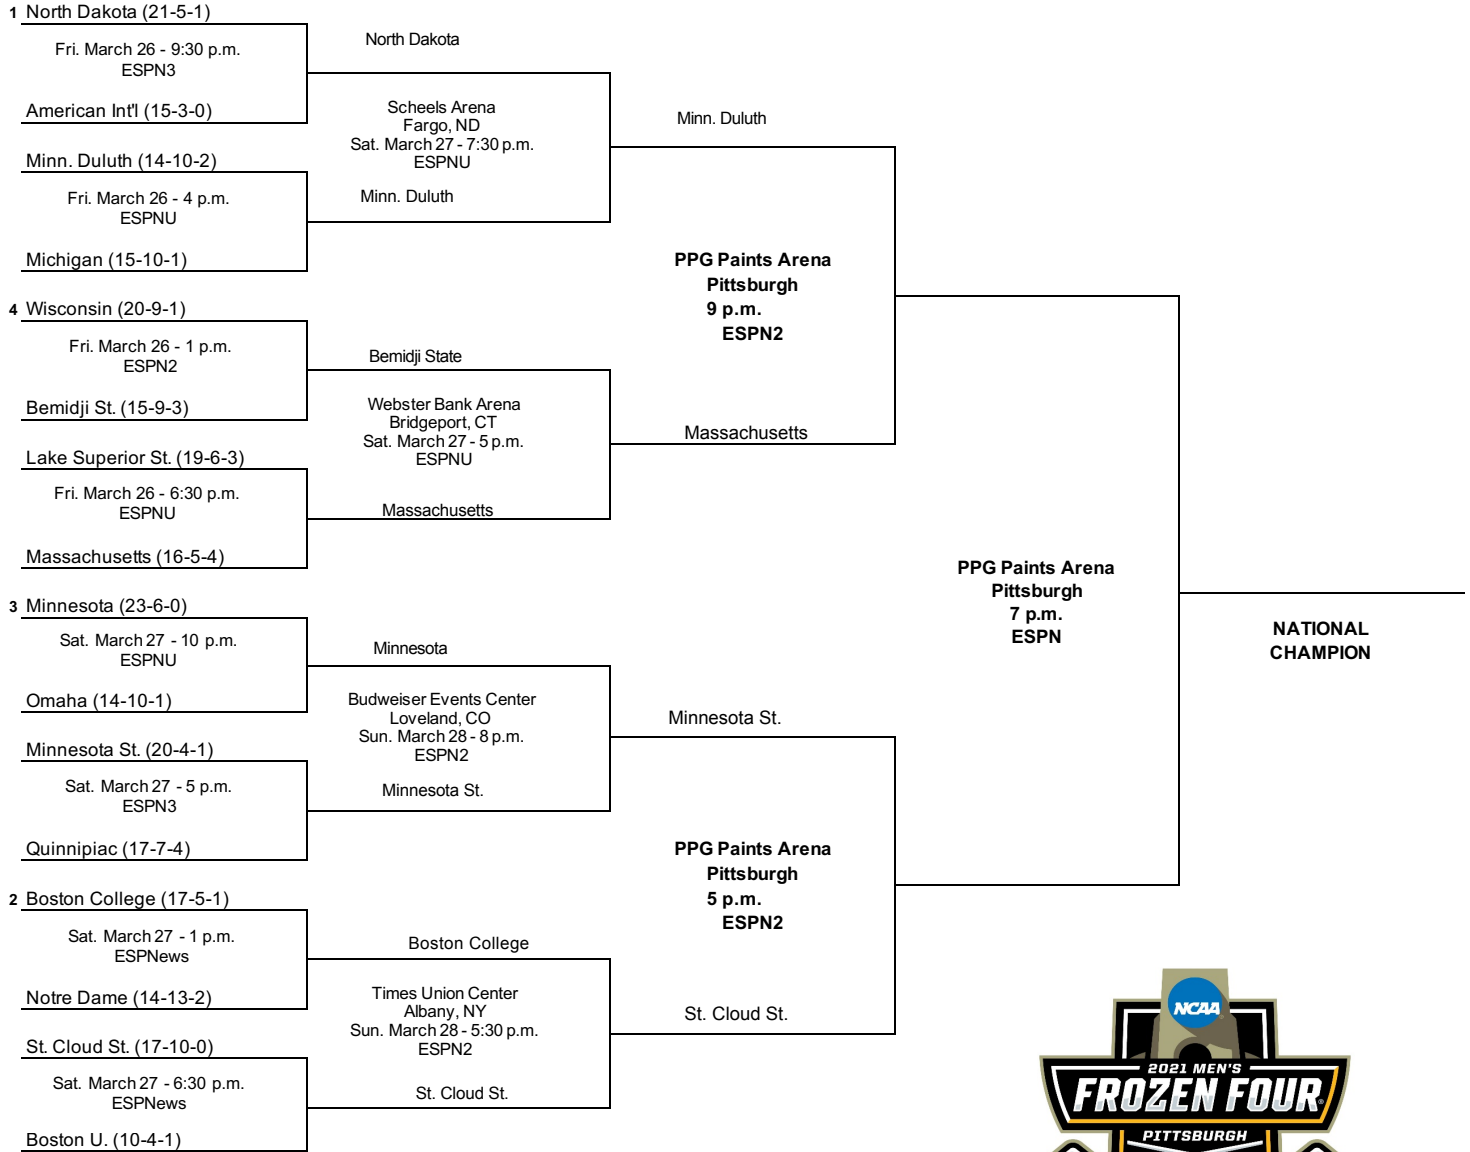 1 North Dakota (21-5-1)
Fri. March 26 - 9:30 p.m.
ESPN3
American Int'l (15-3-0)
Minn. Duluth (14-10-2)
Fri. March 26 - 4 p.m.
ESPNU
Michigan (15-10-1)
4 Wisconsin (20-9-1)
Fri. March 26 - 1 p.m.
ESPN2
Bemidji St. (15-9-3)
Lake Superior St. (19-6-3)
Fri. March 26 - 6:30 p.m.
ESPNU
Massachusetts (16-5-4)
3 Minnesota (23-6-0)
Sat. March 27 - 10 p.m.
ESPNU
Omaha (14-10-1)
Minnesota St. (20-4-1)
Sat. March 27 - 5 p.m.
ESPN3
Quinnipiac (17-7-4)
2 Boston College (17-5-1)
Sat. March 27 - 1 p.m.
ESPNews
Notre Dame (14-13-2)
St. Cloud St. (17-10-0)
Sat. March 27 - 6:30 p.m.
ESPNews
Boston U. (10-4-1)
North Dakota
Scheels Arena
Fargo, ND
Sat. March 27 - 7:30 p.m.
ESPNU
Minn. Duluth
Bemidji State
Webster Bank Arena
Bridgeport, CT
Sat. March 27 - 5 p.m.
ESPNU
Massachusetts
Minnesota
Budweiser Events Center
Loveland, CO
Sun. March 28 - 8 p.m.
ESPN2
Minnesota St.
Boston College
Times Union Center
Albany, NY
Sun. March 28 - 5:30 p.m.
ESPN2
St. Cloud St.
Minn. Duluth
PPG Paints Arena
Pittsburgh
9 p.m.
ESPN2
Massachusetts
Minnesota St.
PPG Paints Arena
Pittsburgh
5 p.m.
ESPN2
St. Cloud St.
PPG Paints Arena
Pittsburgh
7 p.m.
ESPN
NATIONAL
CHAMPION
NCAA
2021 MEN'S
FROZEN FOUR
PITTSBURGH